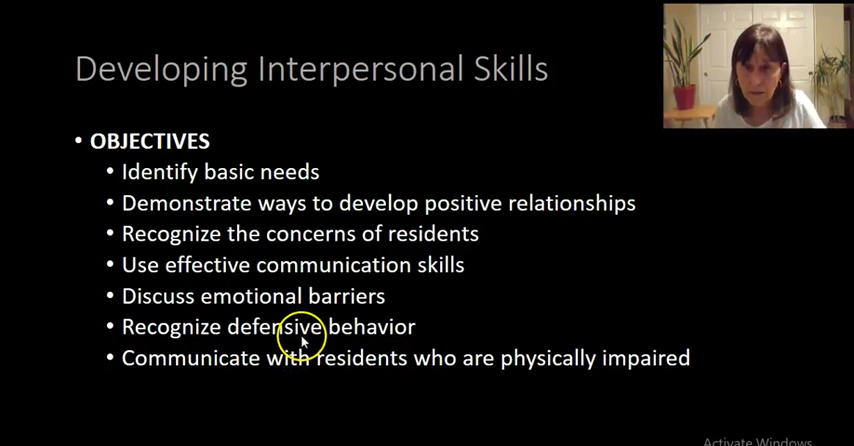 Developing Interpersonal Skills
• OBJECTIVES
• Identify basic needs
• Demonstrate ways to develop positive relationships
• Recognize the concerns of residents
• Use effective communication skills
• Discuss emotional barriers
• Recognize defensive behavior
• Communicate with residents who are physically impaired
Activate Windows